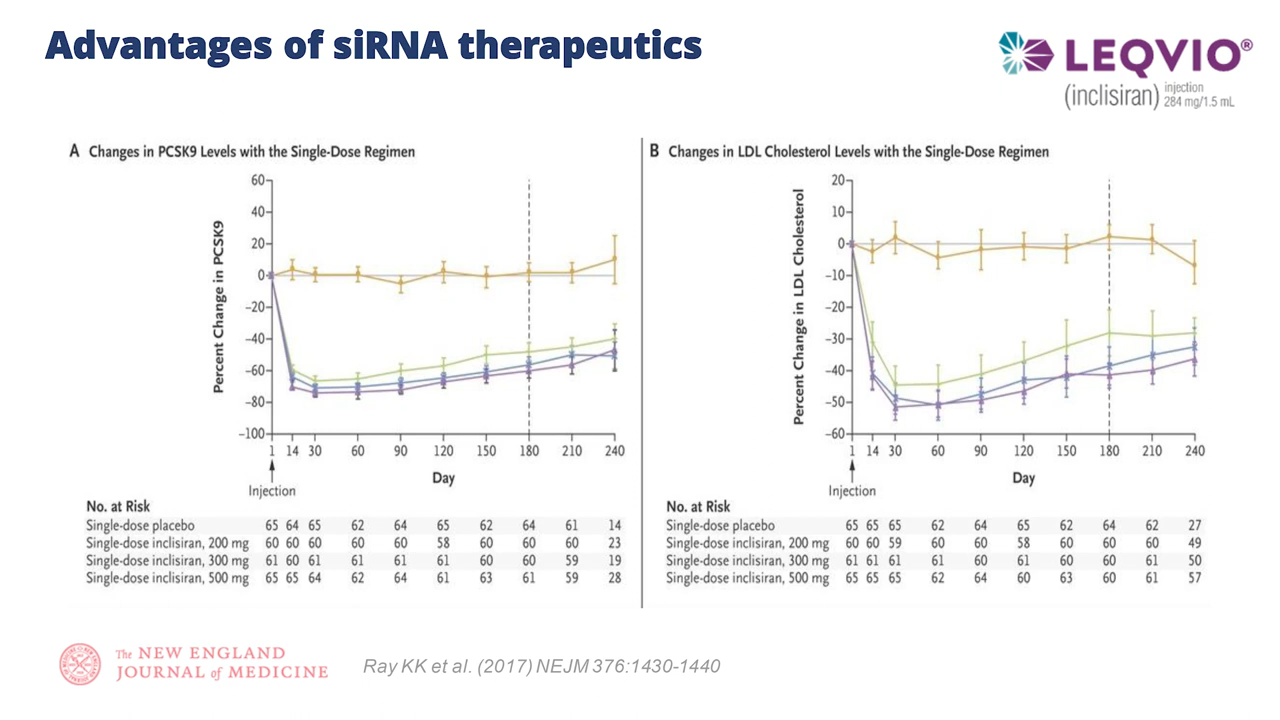 Advantages of siRNA therapeutics
LEQVIO®
(inclisiran) injection
284 mg/1.5 mL
A Changes in PCSK9 Levels with the Single-Dose Regimen
Percent Change in PCSK9
60
40
20
0
−20
−40
−60
−80
−100
1 14 30 60 90 120 150 180 210 240
Day
Injection
No. at Risk
Single-dose placebo 65 64 65 62 64 65 62 64 61 14
Single-dose inclisiran, 200 mg 60 60 60 60 60 58 60 60 60 23
Single-dose inclisiran, 300 mg 61 60 61 61 61 61 60 60 59 19
Single-dose inclisiran, 500 mg 65 65 64 62 64 61 63 61 59 28
B Changes in LDL Cholesterol Levels with the Single-Dose Regimen
Percent Change in LDL Cholesterol
20
10
0
−10
−20
−30
−40
−50
−60
1 14 30 60 90 120 150 180 210 240
Day
Injection
No. at Risk
Single-dose placebo 65 65 65 62 64 65 62 64 62 27
Single-dose inclisiran, 200 mg 60 60 59 60 60 58 60 60 60 49
Single-dose inclisiran, 300 mg 61 61 61 61 60 61 60 60 61 50
Single-dose inclisiran, 500 mg 65 65 65 62 64 60 63 60 61 57
The NEW ENGLAND
JOURNAL of MEDICINE
Ray KK et al. (2017) NEJM 376:1430-1440